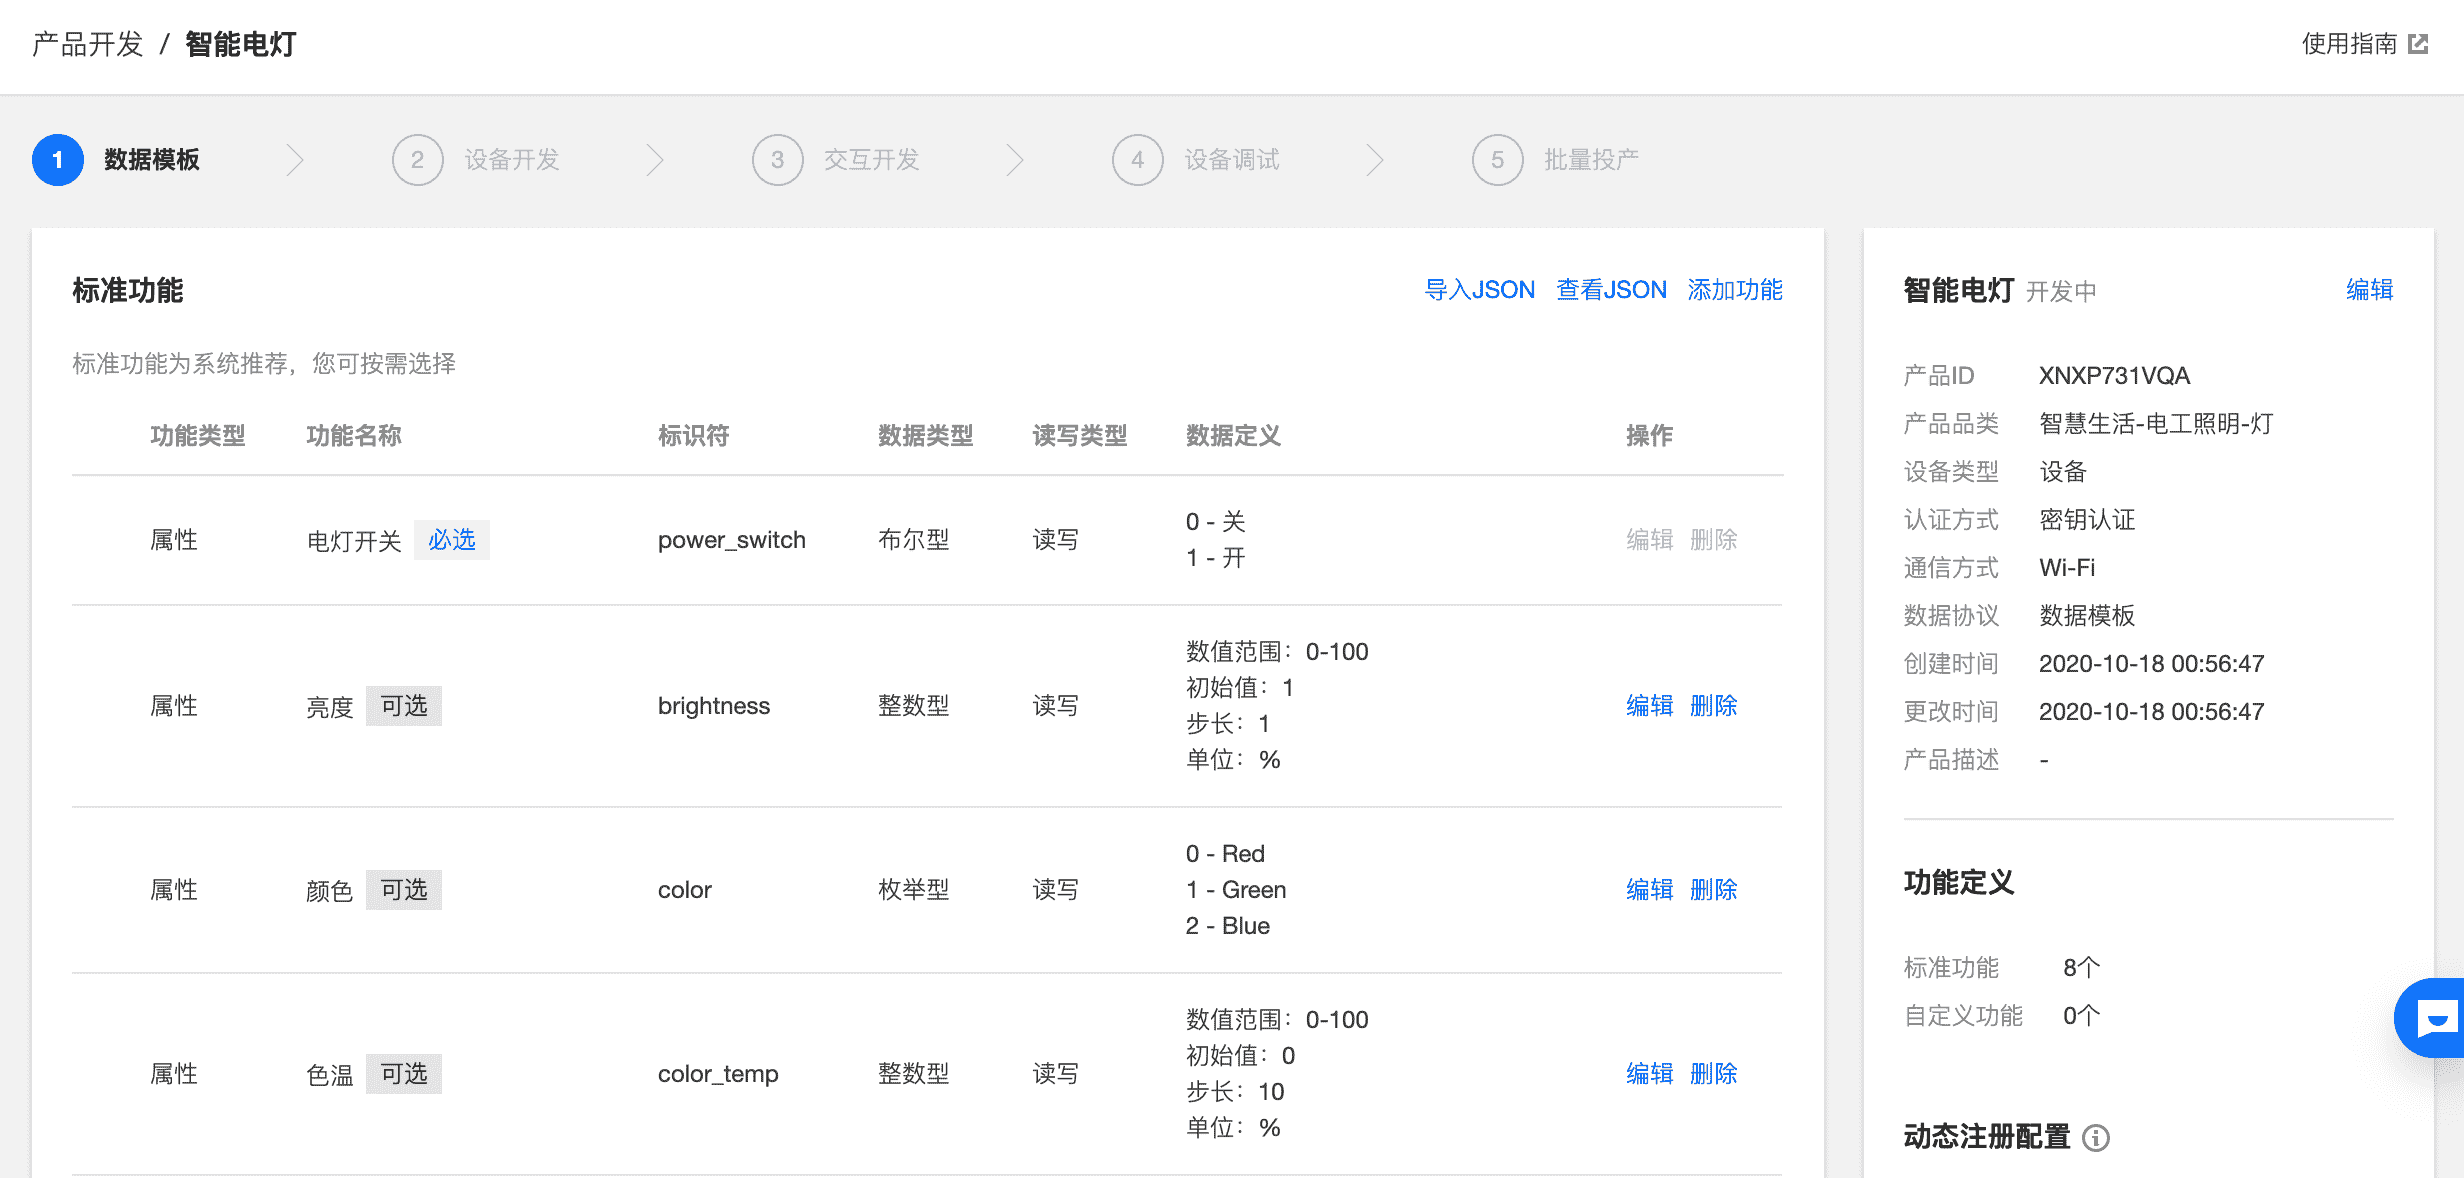 产品开发 / 智能电灯
使用指南
1 数据模板 2 设备开发 3 交互开发 4 设备调试 5 批量投产
标准功能
导入JSON 查看JSON 添加功能
标准功能为系统推荐，您可按需选择
功能类型 功能名称 标识符 数据类型 读写类型 数据定义 操作
属性 电灯开关 必选 power_switch 布尔型 读写
0 - 关
1 - 开
编辑 删除
属性 亮度 可选 brightness 整数型 读写
数值范围：0-100
初始值：1
步长：1
单位：%
编辑 删除
属性 颜色 可选 color 枚举型 读写
0 - Red
1 - Green
2 - Blue
编辑 删除
属性 色温 可选 color_temp 整数型 读写
数值范围：0-100
初始值：0
步长：10
单位：%
编辑 删除
智能电灯 开发中 编辑
产品ID XNXP731VQA
产品品类 智慧生活-电工照明-灯
设备类型 设备
认证方式 密钥认证
通信方式 Wi-Fi
数据协议 数据模板
创建时间 2020-10-18 00:56:47
更改时间 2020-10-18 00:56:47
产品描述 -
功能定义
标准功能 8个
自定义功能 0个
动态注册配置